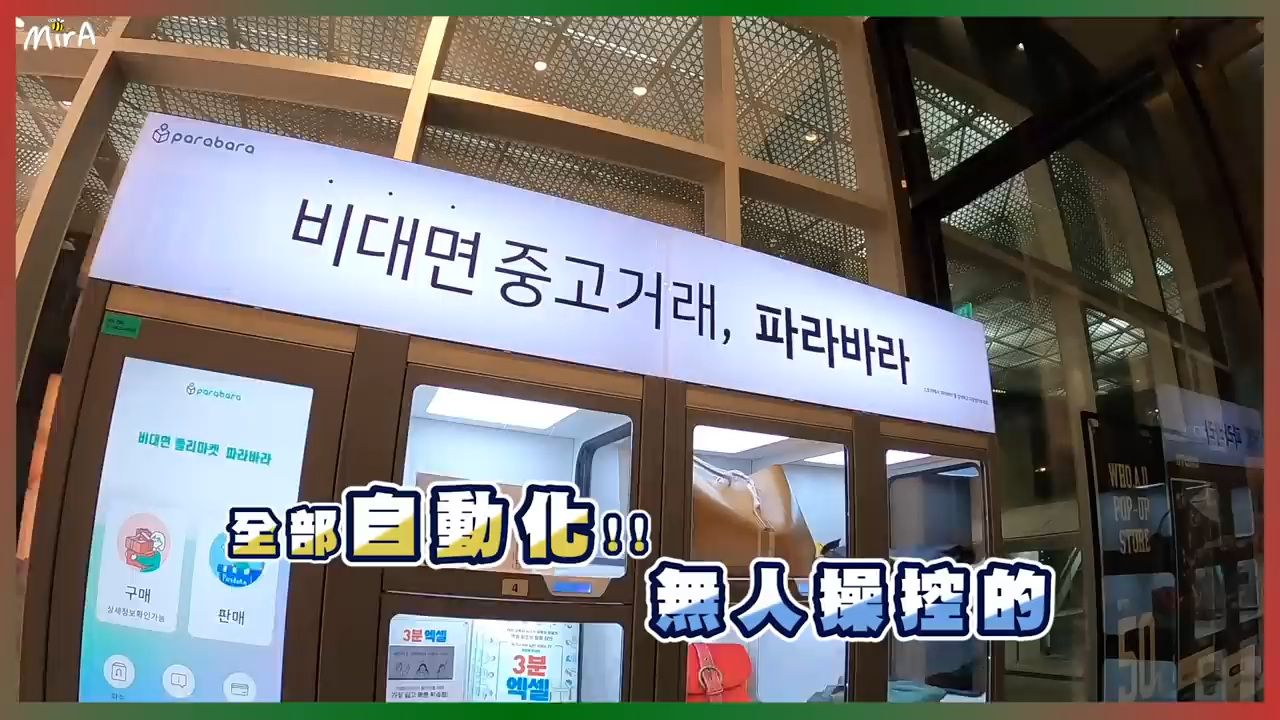 MirA
parabara
비대면 중고거래, 파라바라
parabara
비대면 플리마켓 파라바라
구매
상세정보확인가능
판매
全部自動化!!
無人操控的
4
3분엑셀
3분
엑셀
WHO.A.U
POP-UP
STORE
50